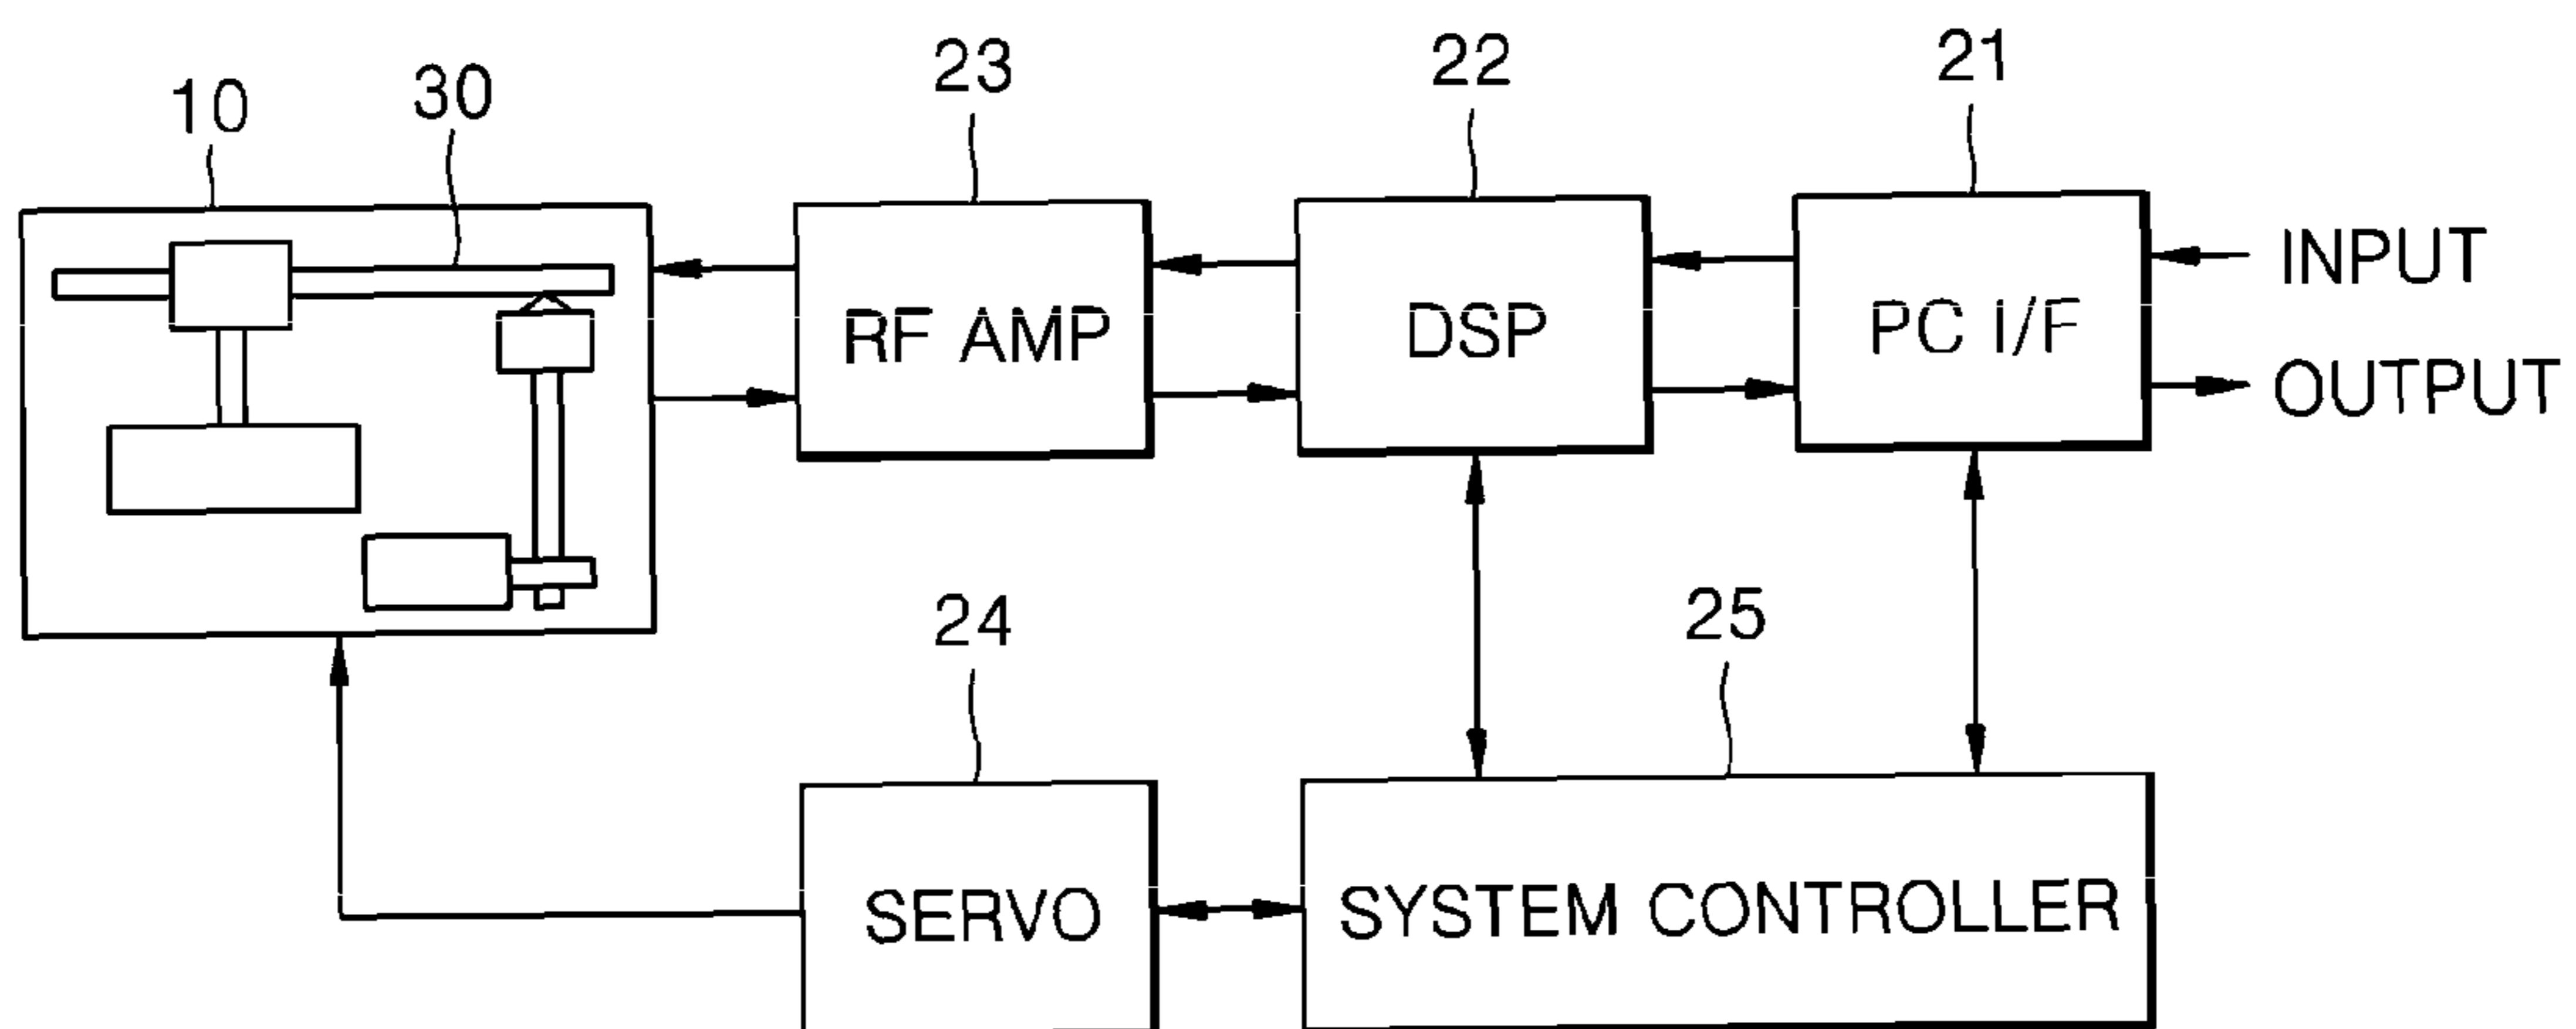 10
30
23
22
21
RF AMP
DSP
PC I/F
INPUT
OUTPUT
24
25
SERVO
SYSTEM CONTROLLER